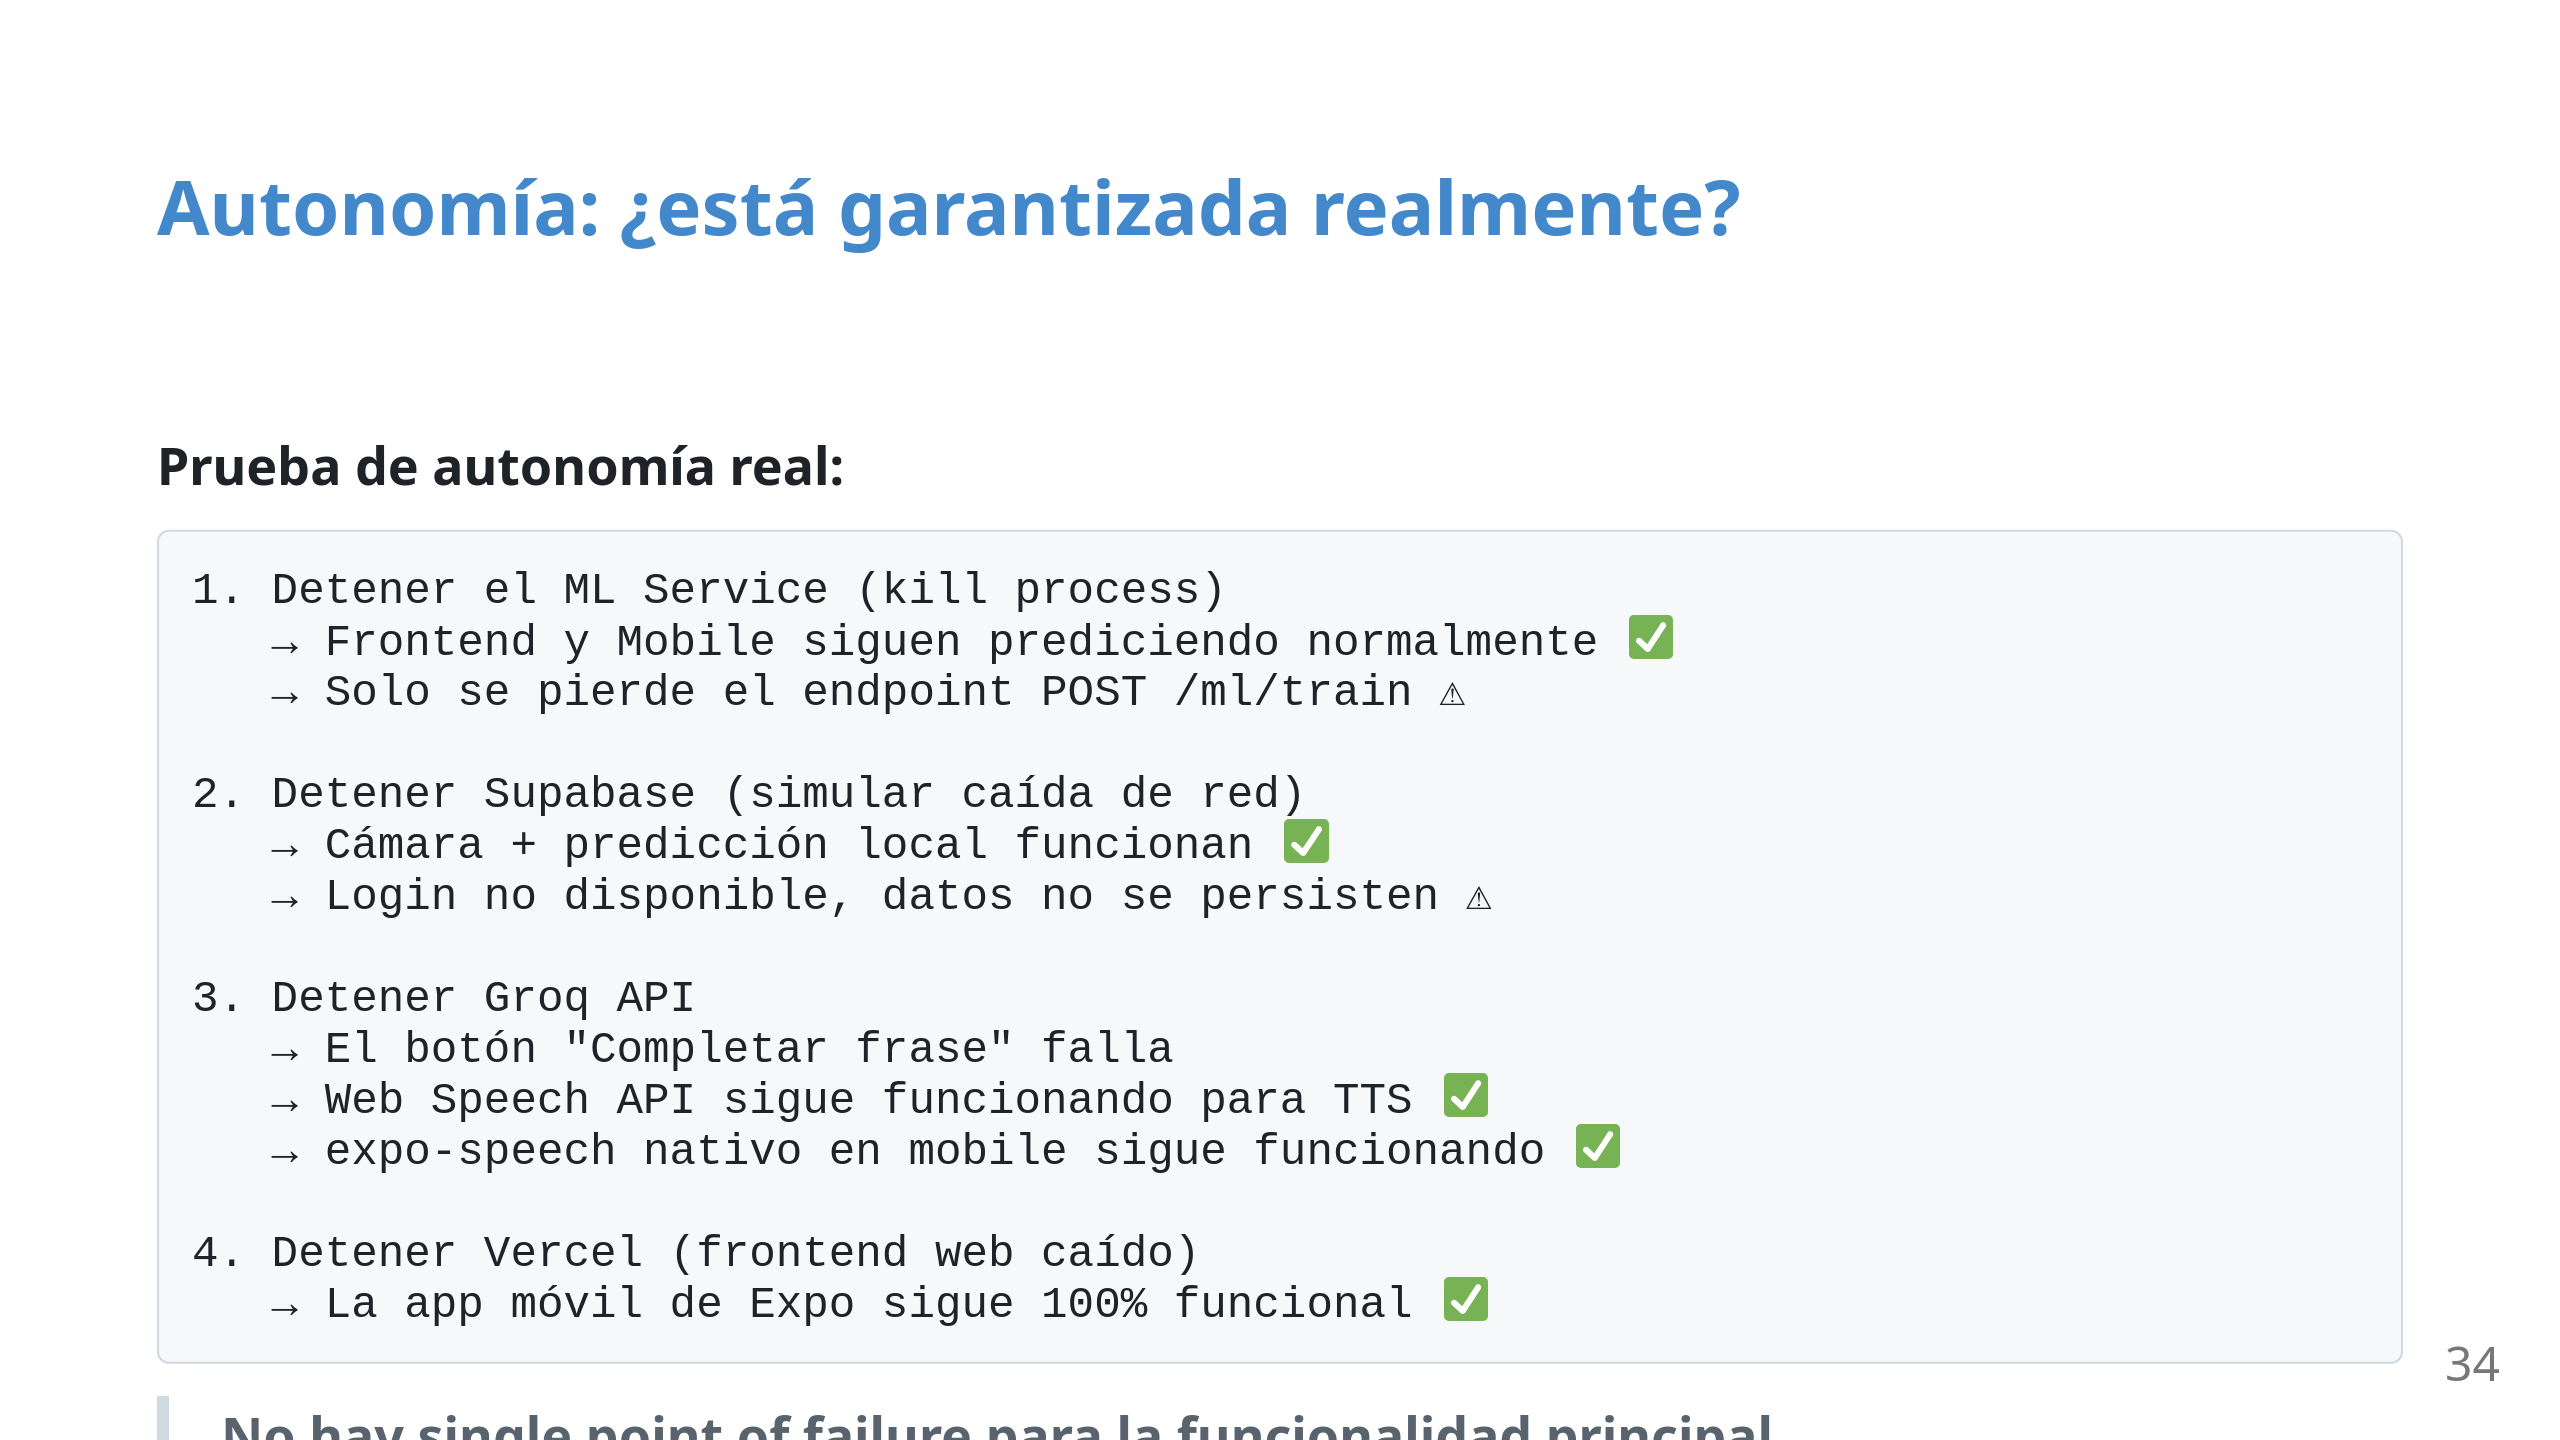 Autonomía: ¿está garantizada realmente?
Prueba de autonomía real:
1. Detener el ML Service (kill process)
→ Frontend y Mobile siguen prediciendo normalmente ✅
→ Solo se pierde el endpoint POST /ml/train ⚠
2. Detener Supabase (simular caída de red)
→ Cámara + predicción local funcionan ✅
→ Login no disponible, datos no se persisten ⚠
3. Detener Groq API
→ El botón "Completar frase" falla
→ Web Speech API sigue funcionando para TTS ✅
→ expo-speech nativo en mobile sigue funcionando ✅
4. Detener Vercel (frontend web caído)
→ La app móvil de Expo sigue 100% funcional ✅
34
No hay single point of failure para la funcionalidad principal